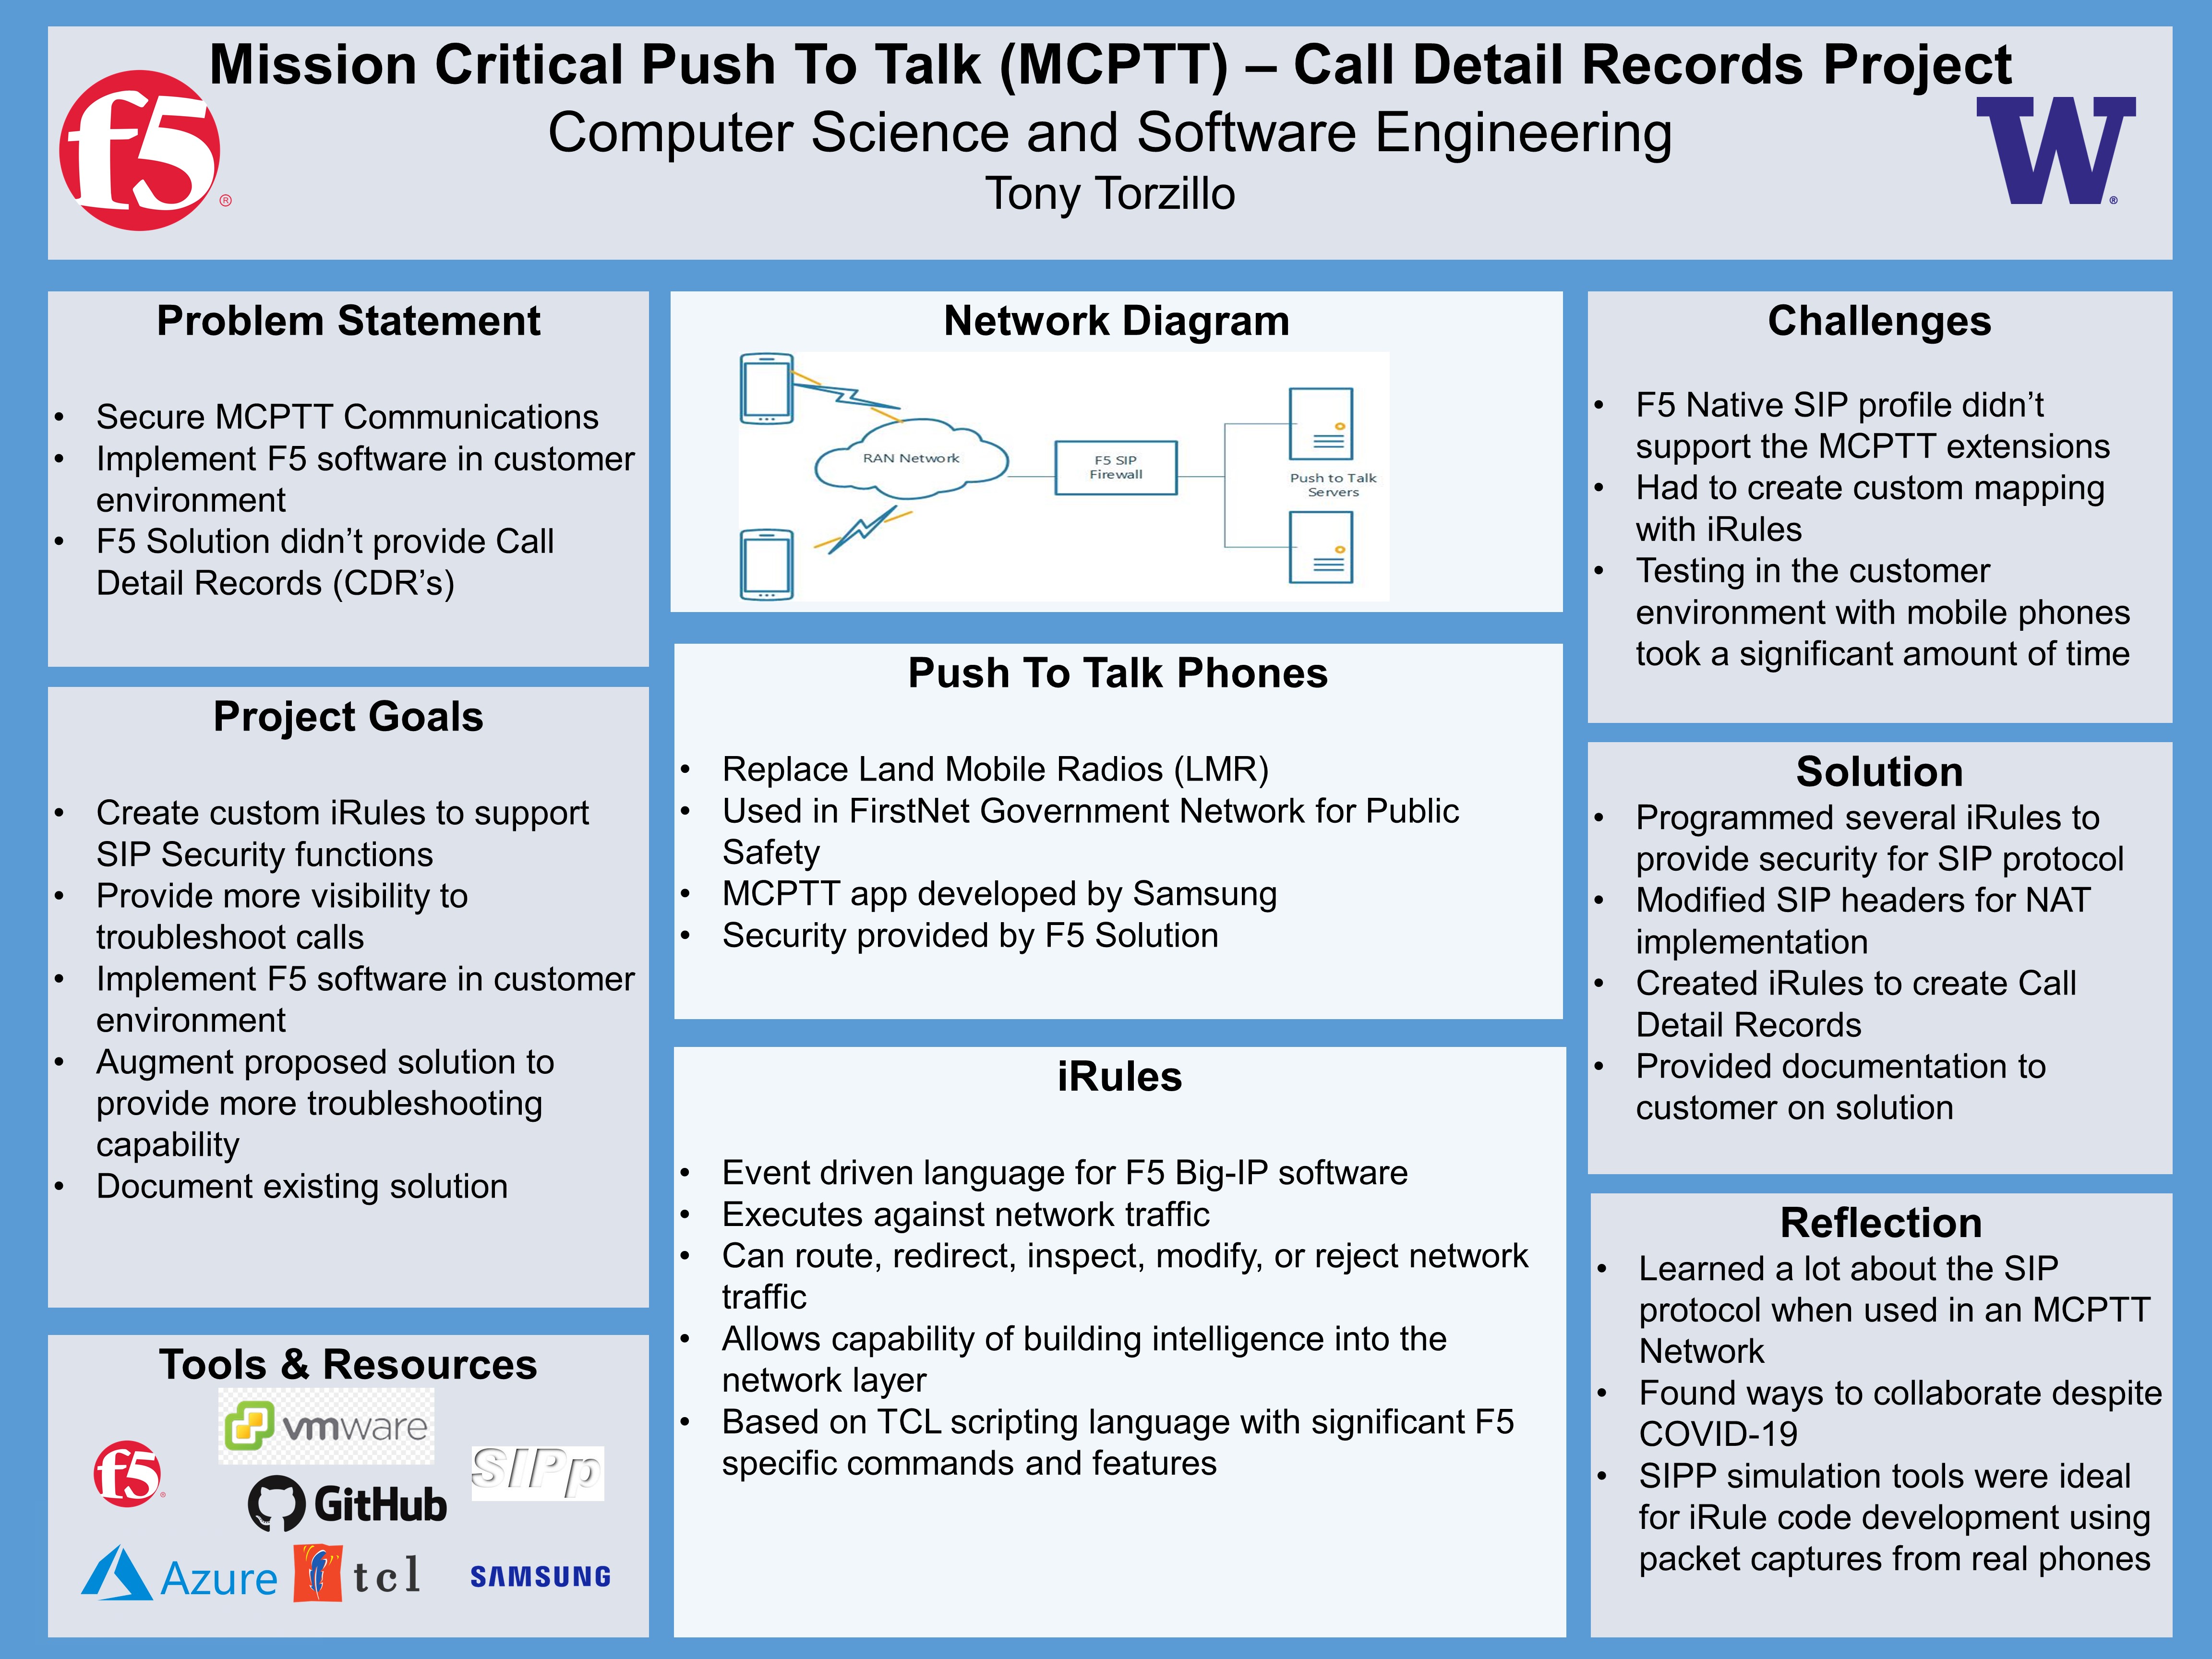 Mission Critical Push To Talk (MCPTT) – Call Detail Records Project
Computer Science and Software Engineering
Tony Torzillo
f5
®
W
®
Problem Statement
• Secure MCPTT Communications
• Implement F5 software in customer
environment
• F5 Solution didn’t provide Call
Detail Records (CDR’s)
Project Goals
• Create custom iRules to support
SIP Security functions
• Provide more visibility to
troubleshoot calls
• Implement F5 software in customer
environment
• Augment proposed solution to
provide more troubleshooting
capability
• Document existing solution
Tools & Resources
vmware
f5
®
SIPp
GitHub
Azure
tcl
SAMSUNG
Network Diagram
RAN Network
F5 SIP
Firewall
Push to Talk
Servers
Push To Talk Phones
• Replace Land Mobile Radios (LMR)
• Used in FirstNet Government Network for Public
Safety
• MCPTT app developed by Samsung
• Security provided by F5 Solution
iRules
• Event driven language for F5 Big-IP software
• Executes against network traffic
• Can route, redirect, inspect, modify, or reject network
traffic
• Allows capability of building intelligence into the
network layer
• Based on TCL scripting language with significant F5
specific commands and features
Challenges
• F5 Native SIP profile didn’t
support the MCPTT extensions
• Had to create custom mapping
with iRules
• Testing in the customer
environment with mobile phones
took a significant amount of time
Solution
• Programmed several iRules to
provide security for SIP protocol
• Modified SIP headers for NAT
implementation
• Created iRules to create Call
Detail Records
• Provided documentation to
customer on solution
Reflection
• Learned a lot about the SIP
protocol when used in an MCPTT
Network
• Found ways to collaborate despite
COVID-19
• SIPP simulation tools were ideal
for iRule code development using
packet captures from real phones